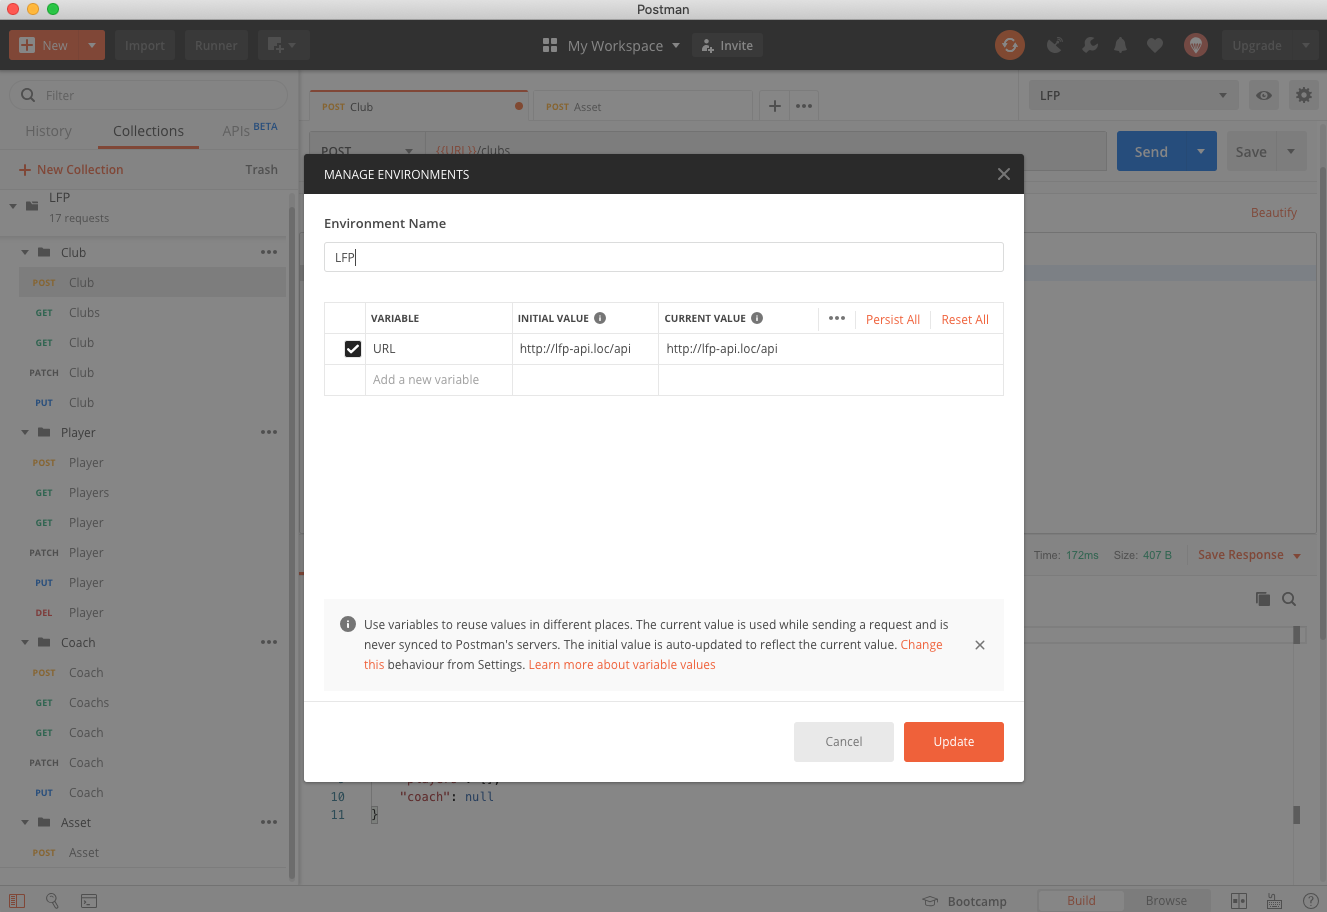 Postman
New
Import
Runner
My Workspace
Invite
Upgrade
Filter
History
Collections
APIs BETA
New Collection
Trash
LFP
17 requests
Club
POST Club
GET Clubs
GET Club
PATCH Club
PUT Club
Player
POST Player
GET Players
GET Player
PATCH Player
PUT Player
DEL Player
Coach
POST Coach
GET Coachs
GET Coach
PATCH Coach
PUT Coach
Asset
POST Asset
POST Club
POST Asset
LFP
POST
{{URL}}/clubs
Send
Save
Beautify
MANAGE ENVIRONMENTS
Environment Name
LFP
VARIABLE INITIAL VALUE CURRENT VALUE Persist All Reset All
URL http://lfp-api.loc/api http://lfp-api.loc/api
Add a new variable
Use variables to reuse values in different places. The current value is used while sending a request and is
never synced to Postman's servers. The initial value is auto-updated to reflect the current value. Change
this behaviour from Settings. Learn more about variable values
Cancel
Update
Time: 172ms Size: 407 B Save Response
10 "coach": null
11 }
Bootcamp
Build
Browse